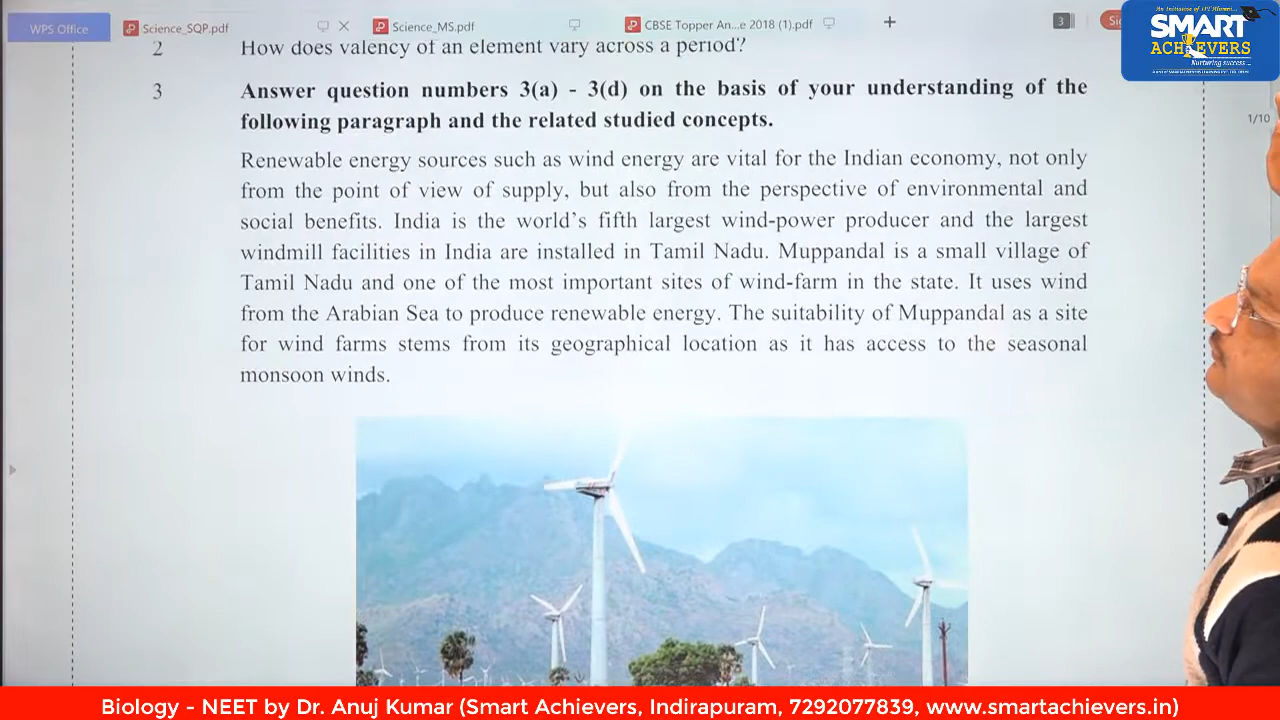 WPS Office
Science_SQP.pdf
Science_MS.pdf
CBSE Topper An...e 2018 (1).pdf
3
An Initiative of IIT Alumni...
SMART
ACHIEVERS
Nurturing success ...
1/10
2 How does valency of an element vary across a period?
3 Answer question numbers 3(a) - 3(d) on the basis of your understanding of the
following paragraph and the related studied concepts.
Renewable energy sources such as wind energy are vital for the Indian economy, not only
from the point of view of supply, but also from the perspective of environmental and
social benefits. India is the world's fifth largest wind-power producer and the largest
windmill facilities in India are installed in Tamil Nadu. Muppandal is a small village of
Tamil Nadu and one of the most important sites of wind-farm in the state. It uses wind
from the Arabian Sea to produce renewable energy. The suitability of Muppandal as a site
for wind farms stems from its geographical location as it has access to the seasonal
monsoon winds.
Biology - NEET by Dr. Anuj Kumar (Smart Achievers, Indirapuram, 7292077839, www.smartachievers.in)